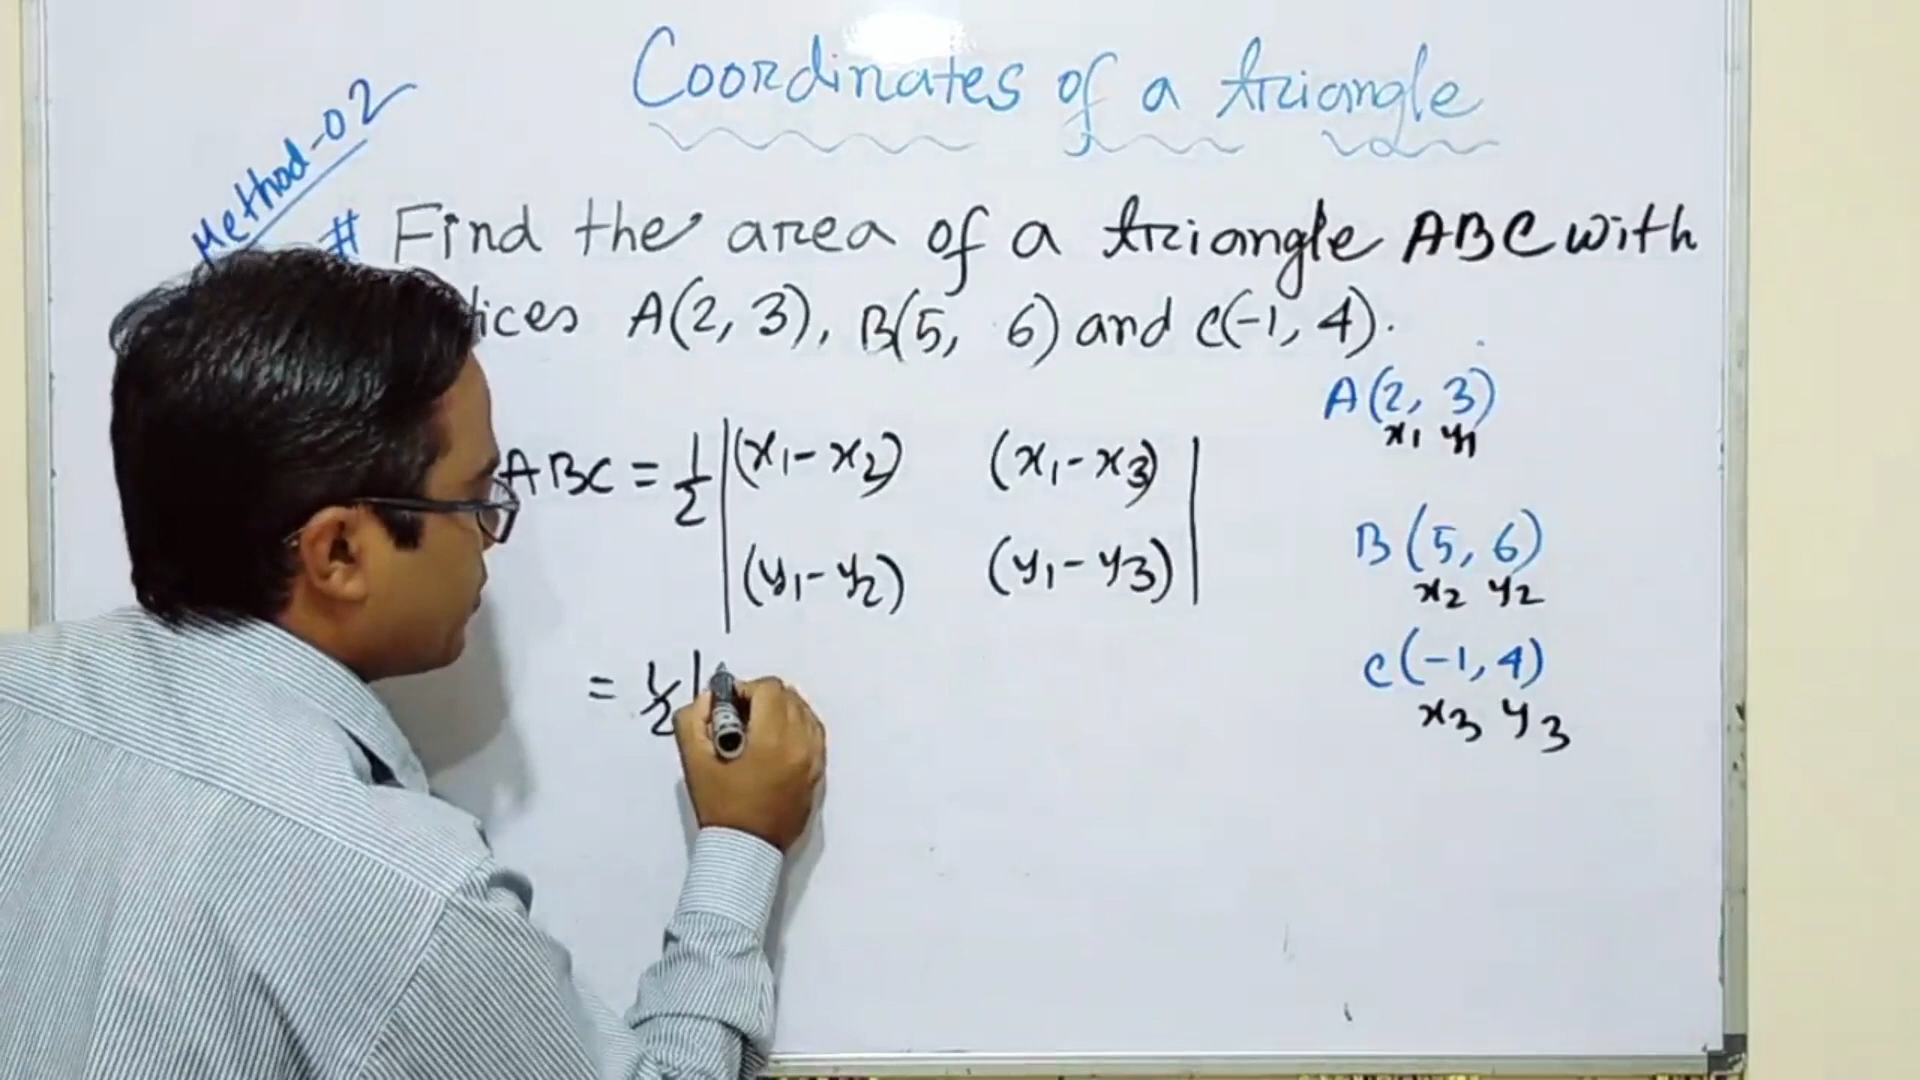 Coordinates of a triangle
Method-02
# Find the area of a triangle ABC with
A(2, 3), B(5, 6) and C(-1, 4).
ABC = 1/2 |(x1-x2) (x1-x3)|
|(y1-y2) (y1-y3)|
= 1/2 |
A(2, 3)
x1 y1
B(5, 6)
x2 y2
C(-1, 4)
x3 y3